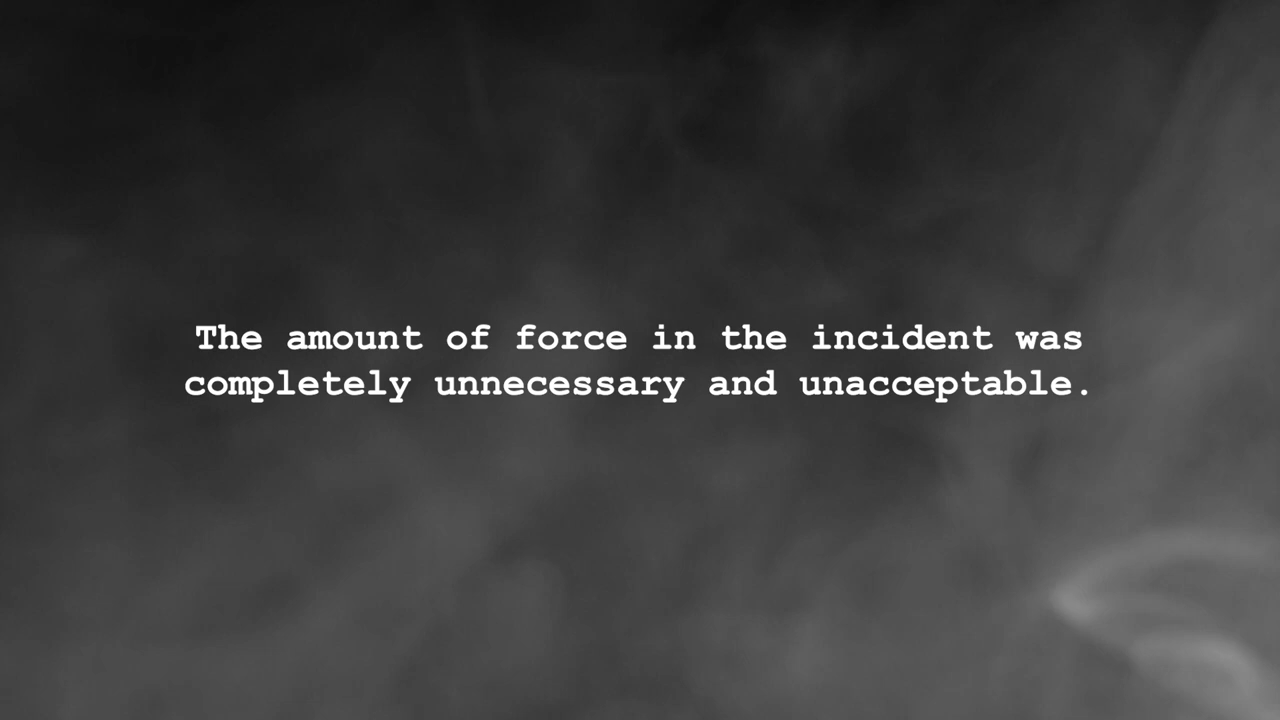 The amount of force in the incident was
completely unnecessary and unacceptable.